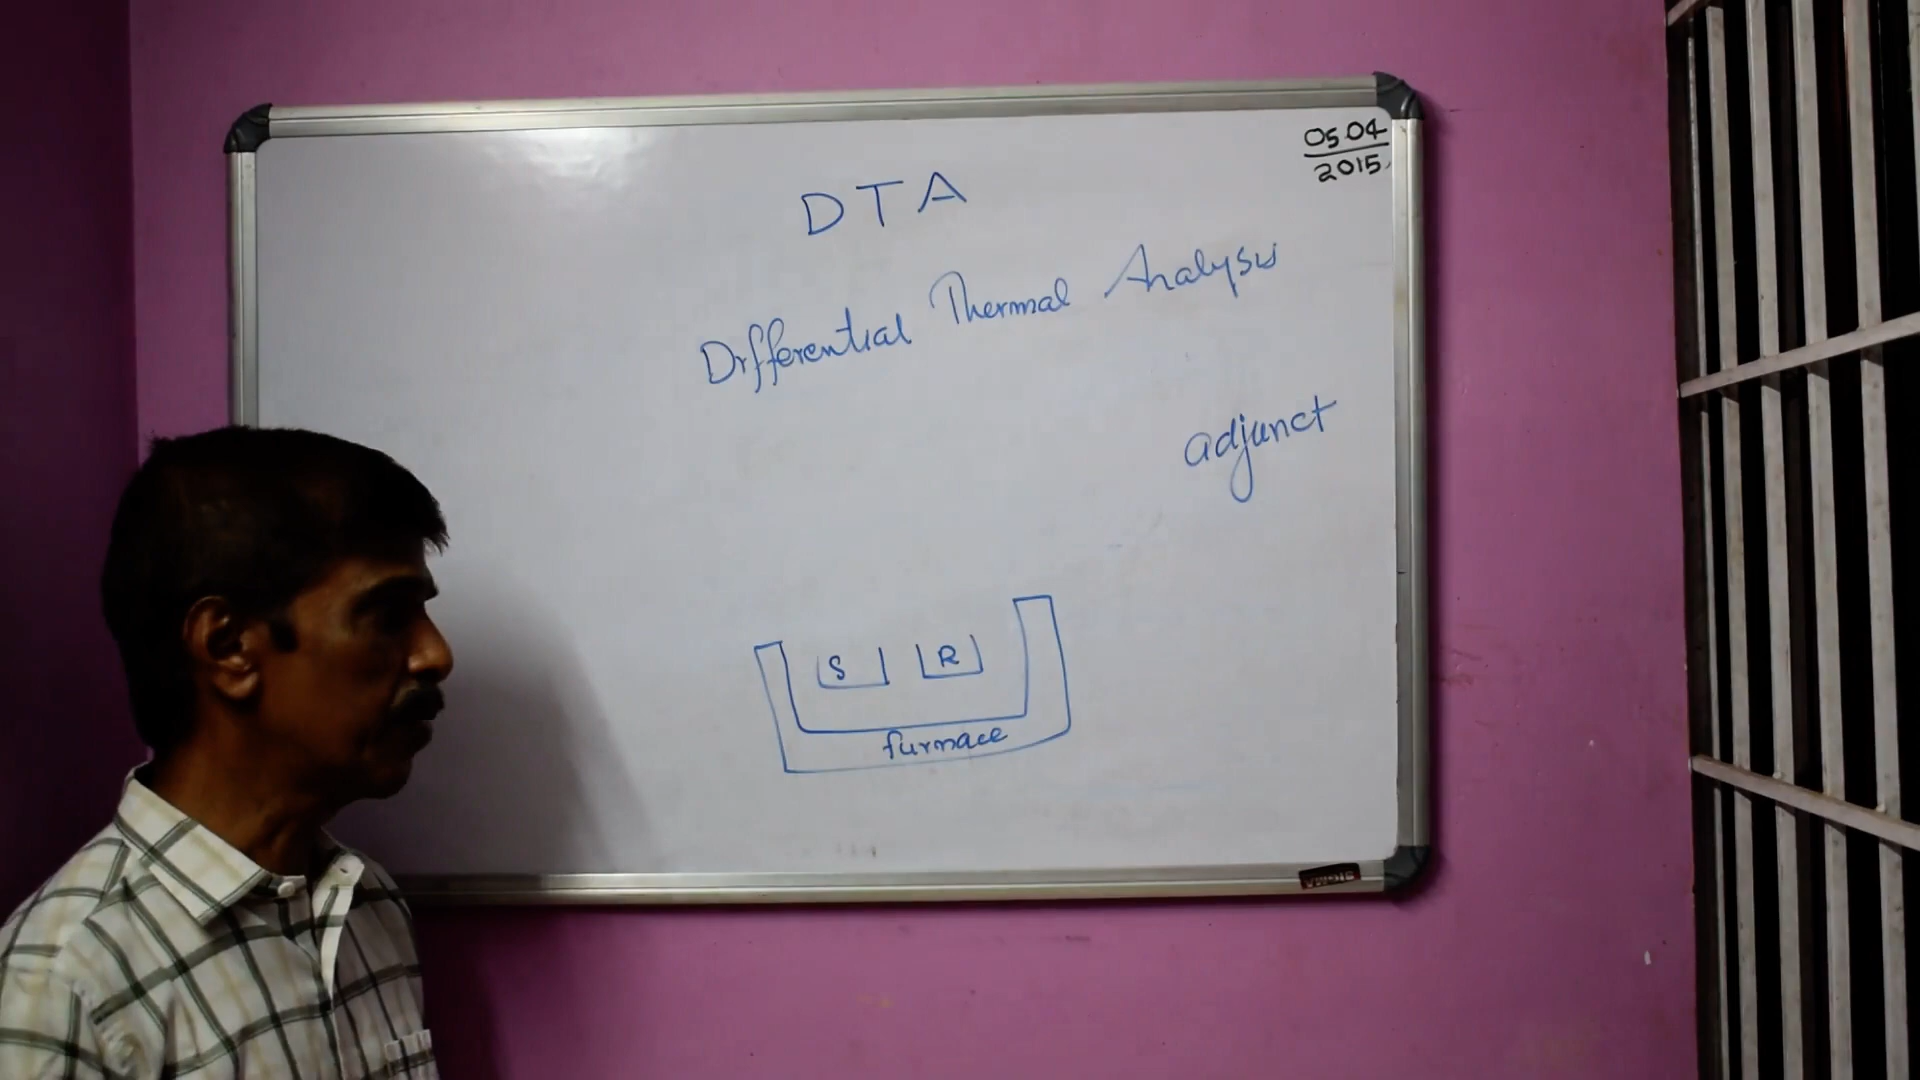 05.04
2015
DTA
Differential Thermal Analysis
adjunct
S R
furnace